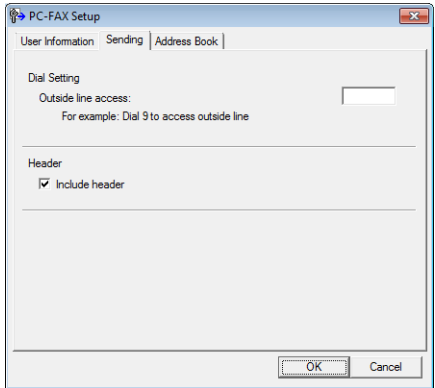 PC-FAX Setup
User Information Sending Address Book
Dial Setting
Outside line access:
For example: Dial 9 to access outside line
Header
Include header
OK Cancel